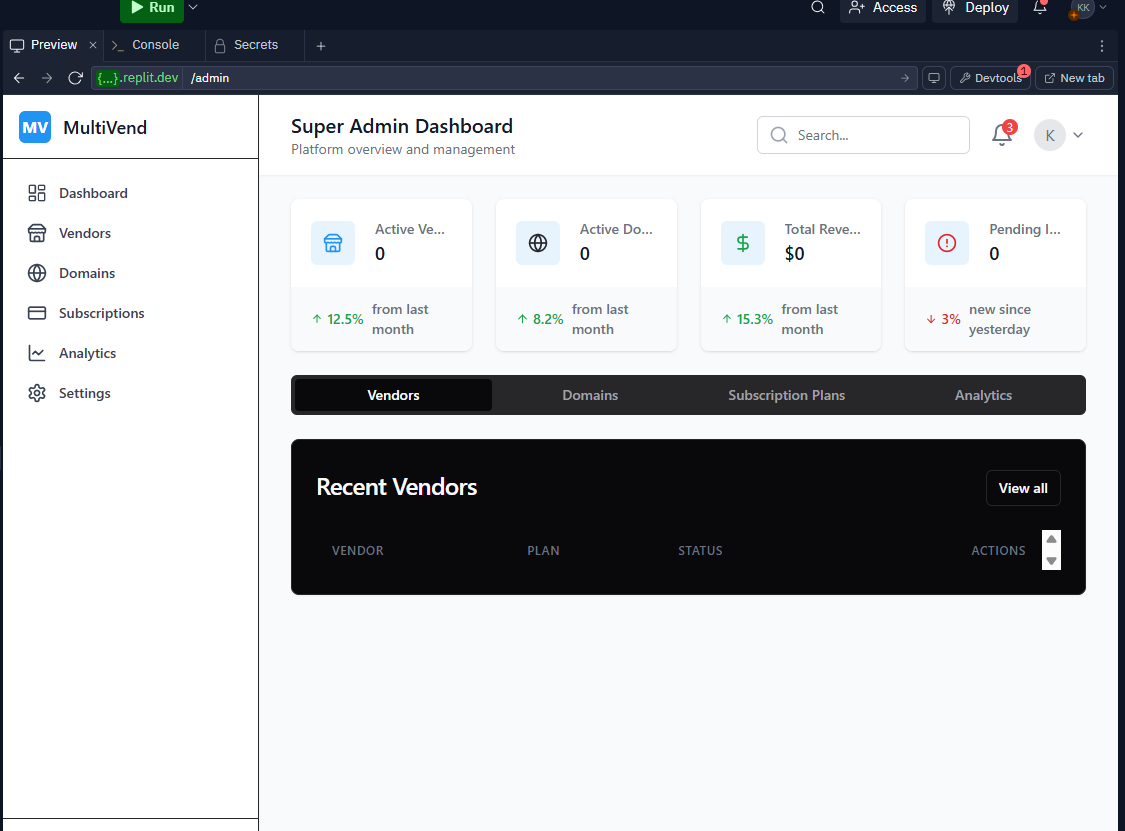 Run
Access
Deploy
KK
Preview
Console
Secrets
{...}.replit.dev /admin
Devtools
1
New tab
MV MultiVend
Dashboard
Vendors
Domains
Subscriptions
Analytics
Settings
Super Admin Dashboard
Platform overview and management
Search...
3
K
Active Ve...
0
12.5% from last
month
Active Do...
0
8.2% from last
month
Total Reve...
$0
15.3% from last
month
Pending I...
0
3% new since
yesterday
Vendors Domains Subscription Plans Analytics
Recent Vendors
View all
VENDOR PLAN STATUS ACTIONS